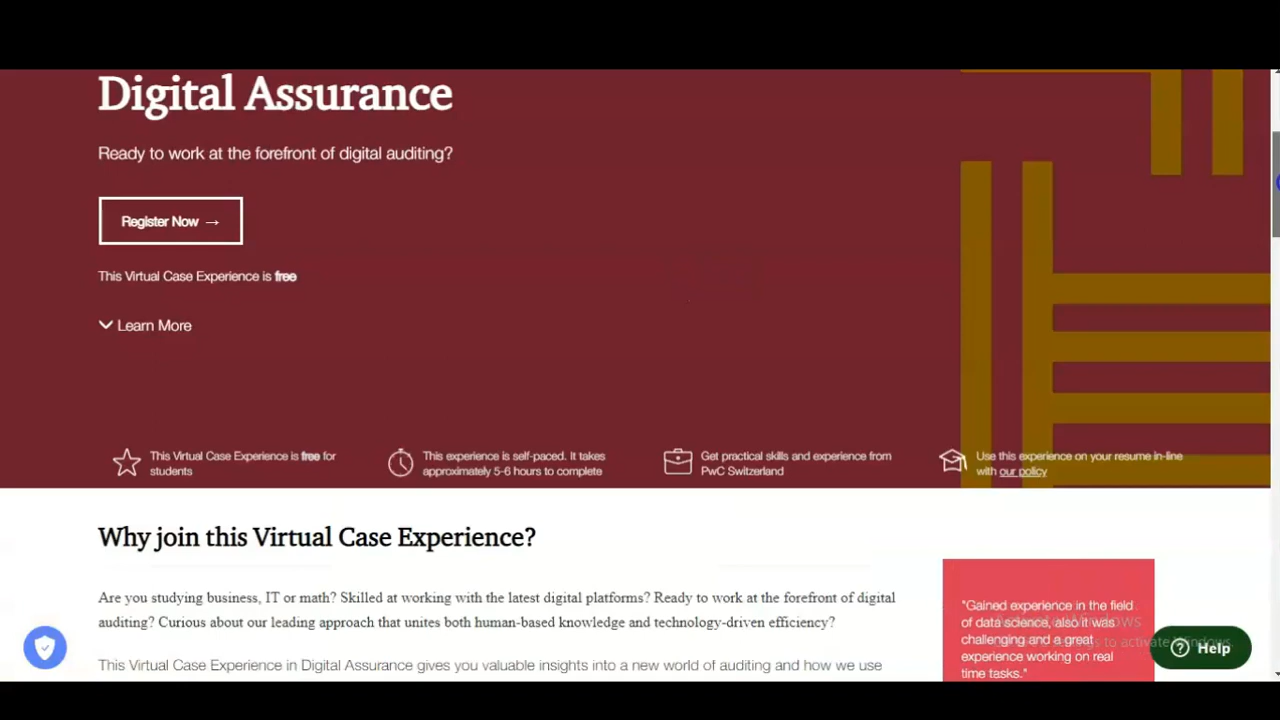 Digital Assurance
Ready to work at the forefront of digital auditing?
Register Now →
This Virtual Case Experience is free
Learn More
This Virtual Case Experience is free for
students
This experience is self-paced. It takes
approximately 5-6 hours to complete
Get practical skills and experience from
PwC Switzerland
Use this experience on your resume in-line
with our policy
Why join this Virtual Case Experience?
Are you studying business, IT or math? Skilled at working with the latest digital platforms? Ready to work at the forefront of digital
auditing? Curious about our leading approach that unites both human-based knowledge and technology-driven efficiency?
This Virtual Case Experience in Digital Assurance gives you valuable insights into a new world of auditing and how we use
"Gained experience in the field
of data science, also it was
challenging and a great
experience working on real
time tasks."
to activate Windows.
Help